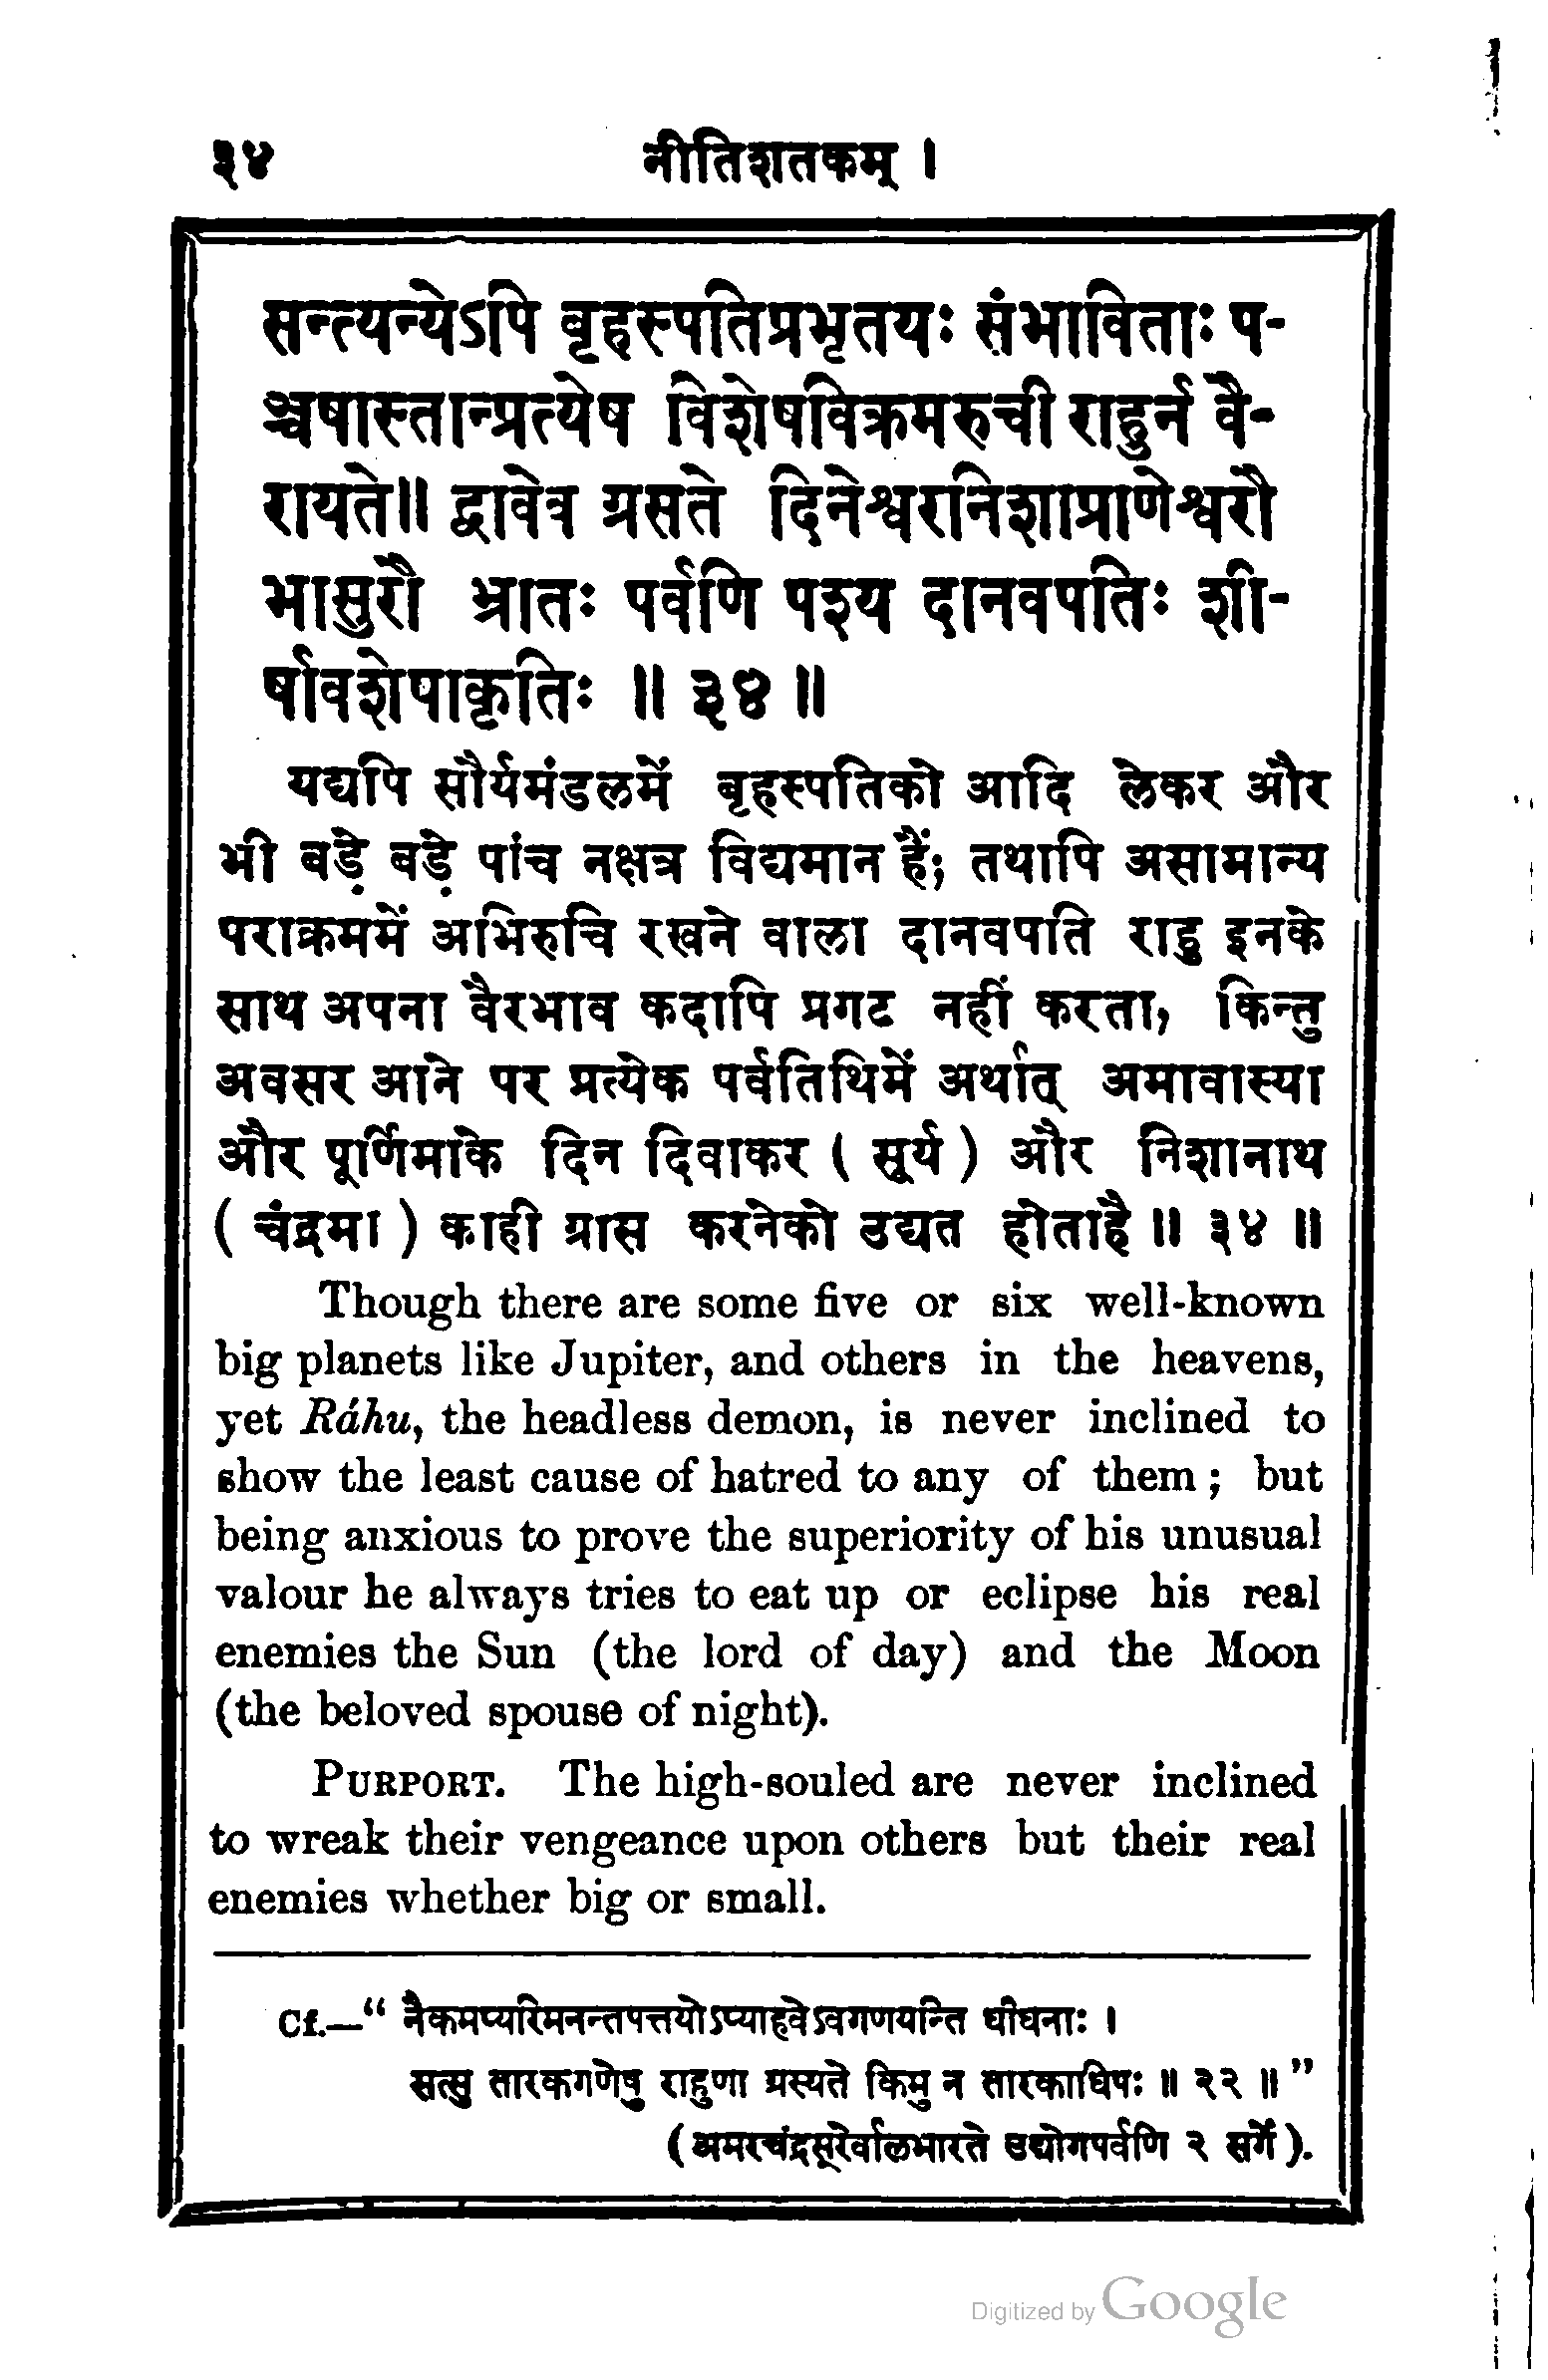 ३४ नीतिशतकम् ।
सन्त्यन्येऽपि बृहस्पतिप्रभृतयः संभाविताः प-
ञ्चषास्तान्प्रत्येष विशेषविक्रमरुची राहुर्न वै-
रायते॥ द्वावेव ग्रसते दिनेश्वरनिशाप्राणेश्वरौ
भासुरौ भ्रातः पर्वणि पश्य दानवपतिः शी-
र्षावशेषाकृतिः ॥ ३४ ॥
यद्यपि सौर्यमंडलमें बृहस्पतिको आदि लेकर और
भी बड़े बड़े पांच नक्षत्र विद्यमान हैं; तथापि असामान्य
पराक्रममें अभिरुचि रखने वाला दानवपति राहु इनके
साथ अपना वैरभाव कदापि प्रगट नहीं करता, किन्तु
अवसर आने पर प्रत्येक पर्वतिथिमें अर्थात् अमावास्या
और पूर्णिमाके दिन दिवाकर ( सूर्य ) और निशानाथ
( चंद्रमा ) काही ग्रास करनेको उद्यत होताहै ॥ ३४ ॥
Though there are some five or six well-known
big planets like Jupiter, and others in the heavens,
yet Ráhu, the headless demon, is never inclined to
show the least cause of hatred to any of them; but
being anxious to prove the superiority of his unusual
valour he always tries to eat up or eclipse his real
enemies the Sun (the lord of day) and the Moon
(the beloved spouse of night).
PURPORT. The high-souled are never inclined
to wreak their vengeance upon others but their real
enemies whether big or small.
Cf.—“ नैकमप्यरिमनन्तपत्तयोऽप्याहवेऽवगणयन्ति धीधनाः ।
सत्सु तारकगणेषु राहुणा ग्रस्यते किमु न तारकाधिपः ॥ २२ ॥ ”
(अमरचंद्रसूरेर्बालभारते उद्योगपर्वणि २ सर्गे).
Digitized by Google